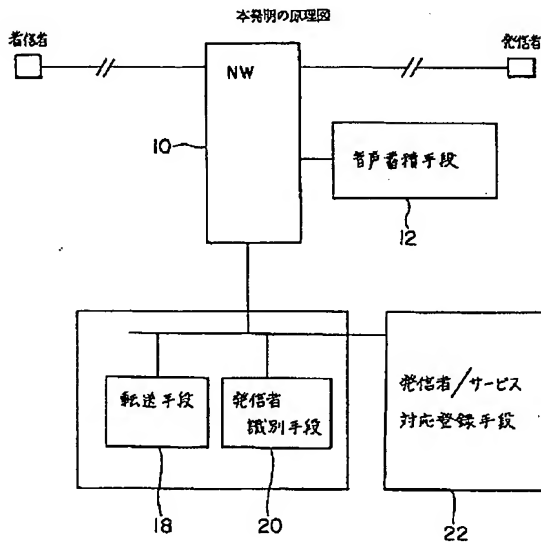 本発明の原理図
着信者
発信者
NW
10
音声蓄積手段
12
転送手段
発信者
識別手段
発信者/サービス
対応登録手段
18
20
22